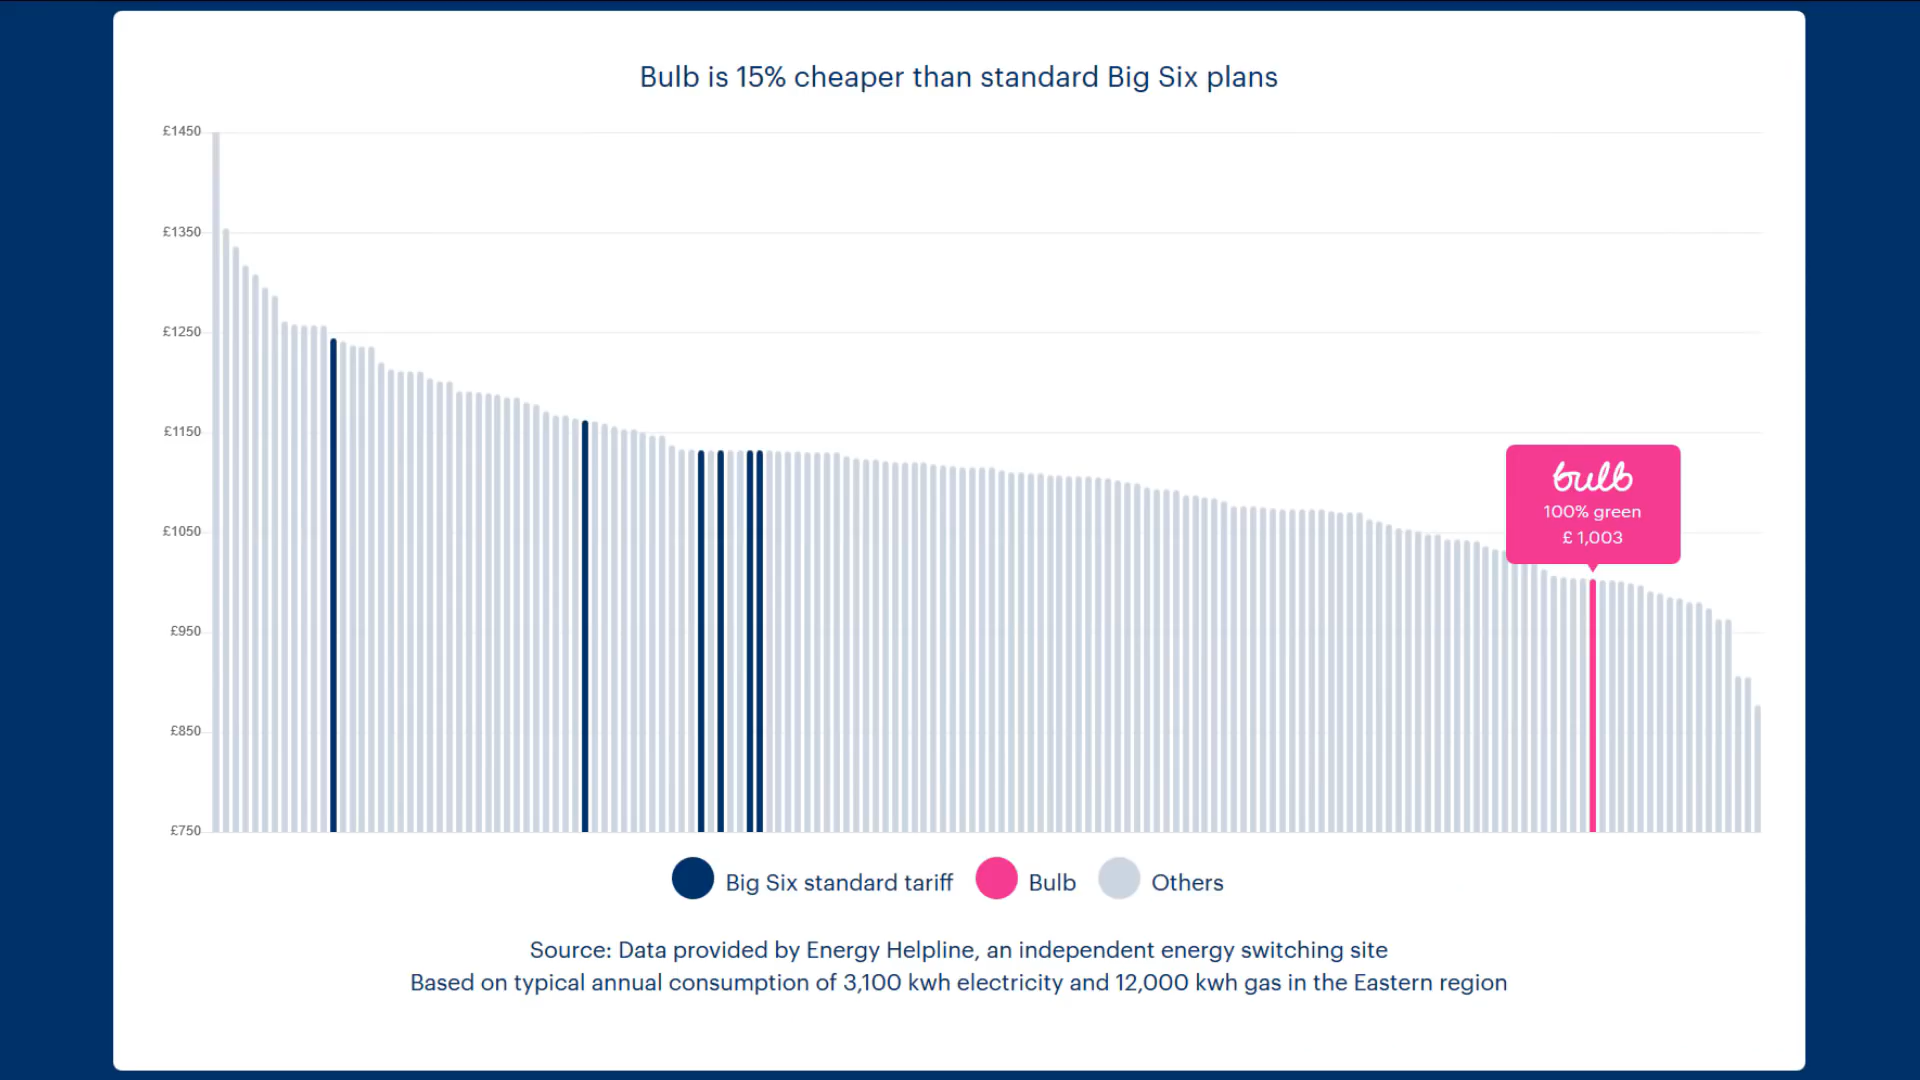 Bulb is 15% cheaper than standard Big Six plans
£1450
£1350
£1250
£1150
£1050
£950
£850
£750
bulb
100% green
£ 1,003
Big Six standard tariff
Bulb
Others
Source: Data provided by Energy Helpline, an independent energy switching site
Based on typical annual consumption of 3,100 kwh electricity and 12,000 kwh gas in the Eastern region